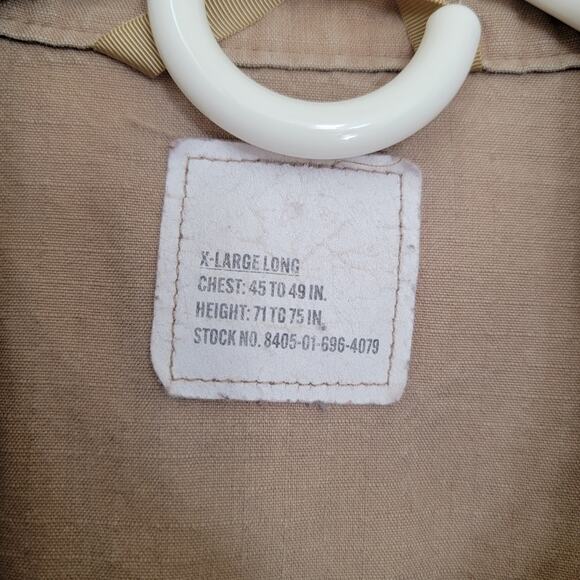 X-LARGE LONG
CHEST: 45 TO 49 IN.
HEIGHT: 71 TO 75 IN.
STOCK NO. 8405-01-696-4079